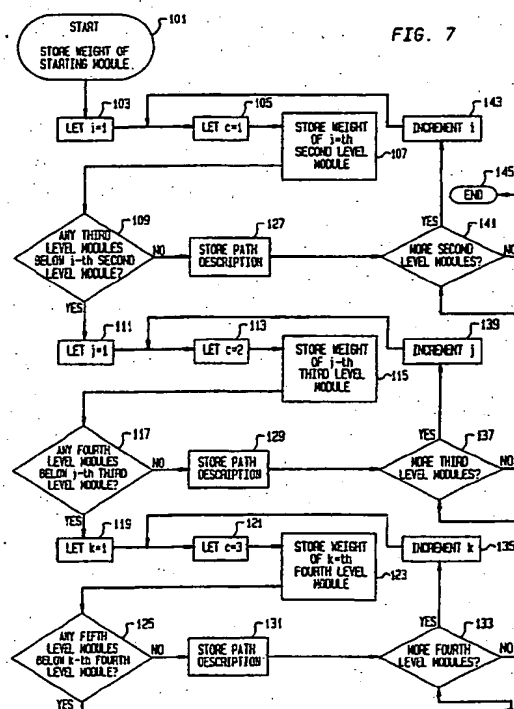 START
STORE WEIGHT OF
STARTING MODULE
101
FIG. 7
103
LET i=1
105
LET c=1
STORE WEIGHT
OF i-th
SECOND LEVEL
MODULE
107
143
INCREMENT i
145
END
109
ANY THIRD
LEVEL MODULES
BELOW i-th SECOND
LEVEL MODULE?
NO
127
STORE PATH
DESCRIPTION
YES
141
MORE SECOND
LEVEL MODULES?
NO
YES
111
LET j=1
113
LET c=2
STORE WEIGHT
OF j-th
THIRD LEVEL
MODULE
115
139
INCREMENT j
117
ANY FOURTH
LEVEL MODULES
BELOW j-th THIRD
LEVEL MODULE?
NO
129
STORE PATH
DESCRIPTION
YES
137
MORE THIRD
LEVEL MODULES?
NO
YES
119
LET k=1
121
LET c=3
STORE WEIGHT
OF k=th
FOURTH LEVEL
MODULE
123
INCREMENT k
135
125
ANY FIFTH
LEVEL MODULES
BELOW k-th FOURTH
LEVEL MODULE?
NO
131
STORE PATH
DESCRIPTION
YES
133
MORE FOURTH
LEVEL MODULES?
NO
YES